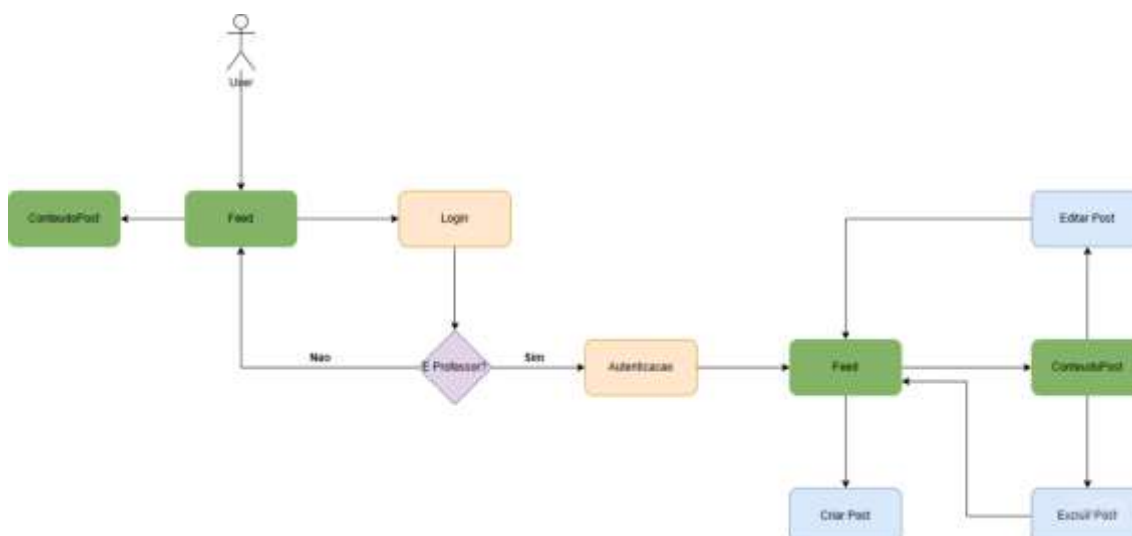 User
ConteudoPost
Feed
Login
Editar Post
Nao
E Professor?
Sim
Autenticacao
Feed
ConteudoPost
Criar Post
Excluir Post